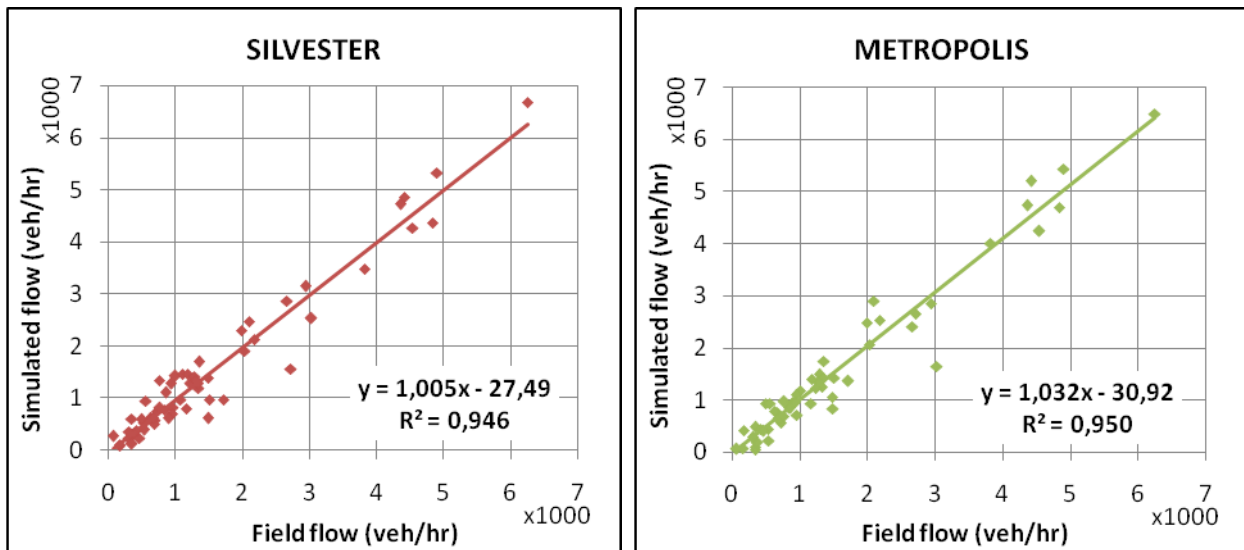 SILVESTER
x1000
7
6
5
4
3
2
1
0
Simulated flow (veh/hr)
y = 1,005x - 27,49
R² = 0,946
0 1 2 3 4 5 6 7
x1000
Field flow (veh/hr)
METROPOLIS
x1000
7
6
5
4
3
2
1
0
Simulated flow (veh/hr)
y = 1,032x - 30,92
R² = 0,950
0 1 2 3 4 5 6 7
x1000
Field flow (veh/hr)